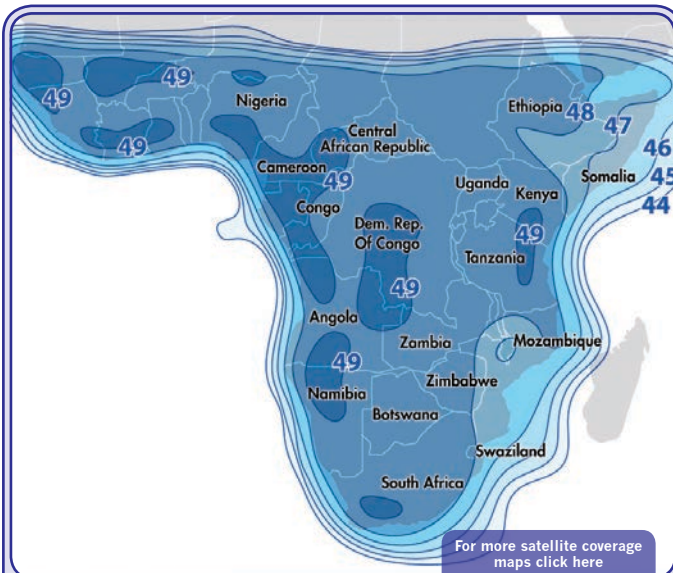 49
49
Nigeria
Ethiopia
48
47
49
Central
African Republic
46
Cameroon
49
Uganda
Kenya
Somalia
45
Congo
44
Dem. Rep.
Of Congo
49
Tanzania
49
Angola
Zambia
Mozambique
49
Namibia
Zimbabwe
Botswana
Swaziland
South Africa
For more satellite coverage
maps click here